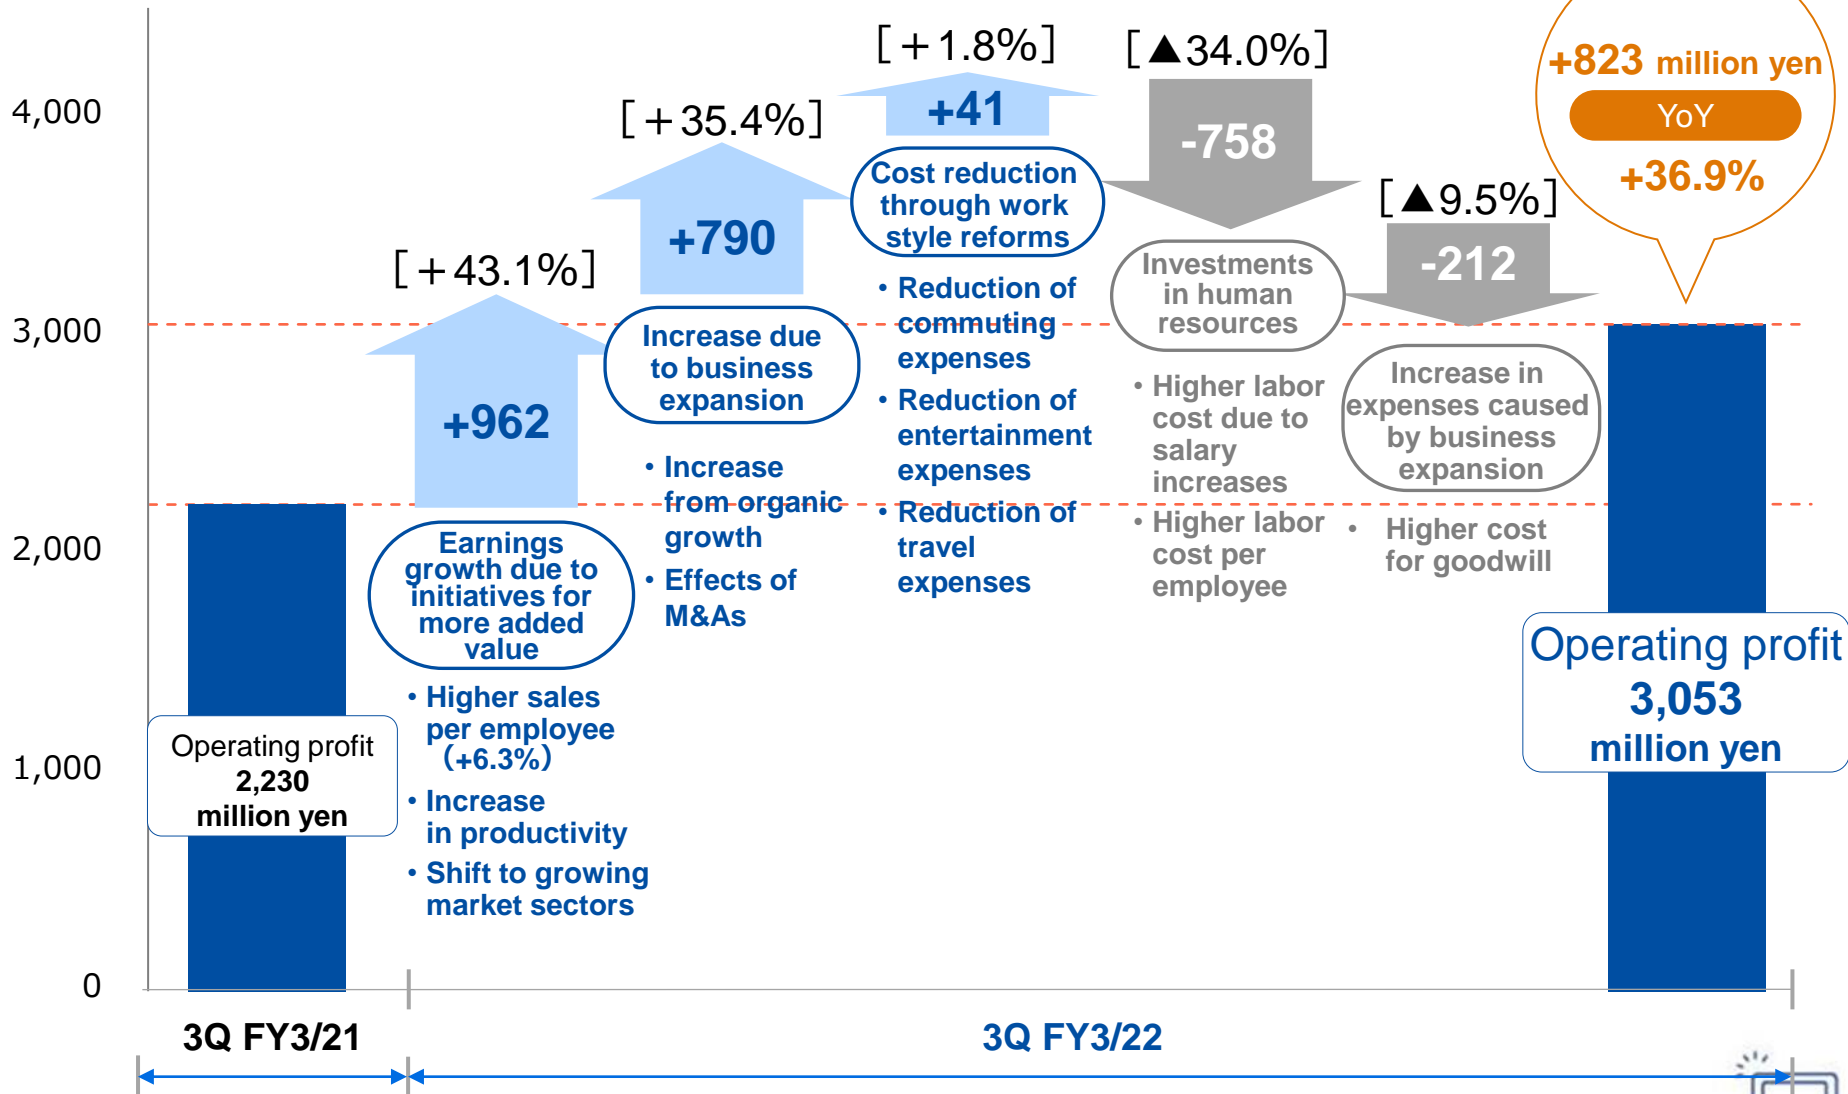 4,000
3,000
2,000
1,000
0
Operating profit
2,230
million yen
[+43.1%]
+962
Earnings
growth due to
initiatives for
more added
value
• Higher sales
per employee
(+6.3%)
• Increase
in productivity
• Shift to growing
market sectors
[+35.4%]
+790
Increase due
to business
expansion
• Increase
from organic
growth
• Effects of
M&As
[+1.8%]
+41
Cost reduction
through work
style reforms
• Reduction of
commuting
expenses
• Reduction of
entertainment
expenses
• Reduction of
travel
expenses
[▲34.0%]
-758
Investments
in human
resources
• Higher labor
cost due to
salary
increases
• Higher labor
cost per
employee
[▲9.5%]
-212
Increase in
expenses caused
by business
expansion
• Higher cost
for goodwill
+823 million yen
YoY
+36.9%
Operating profit
3,053
million yen
3Q FY3/21
3Q FY3/22